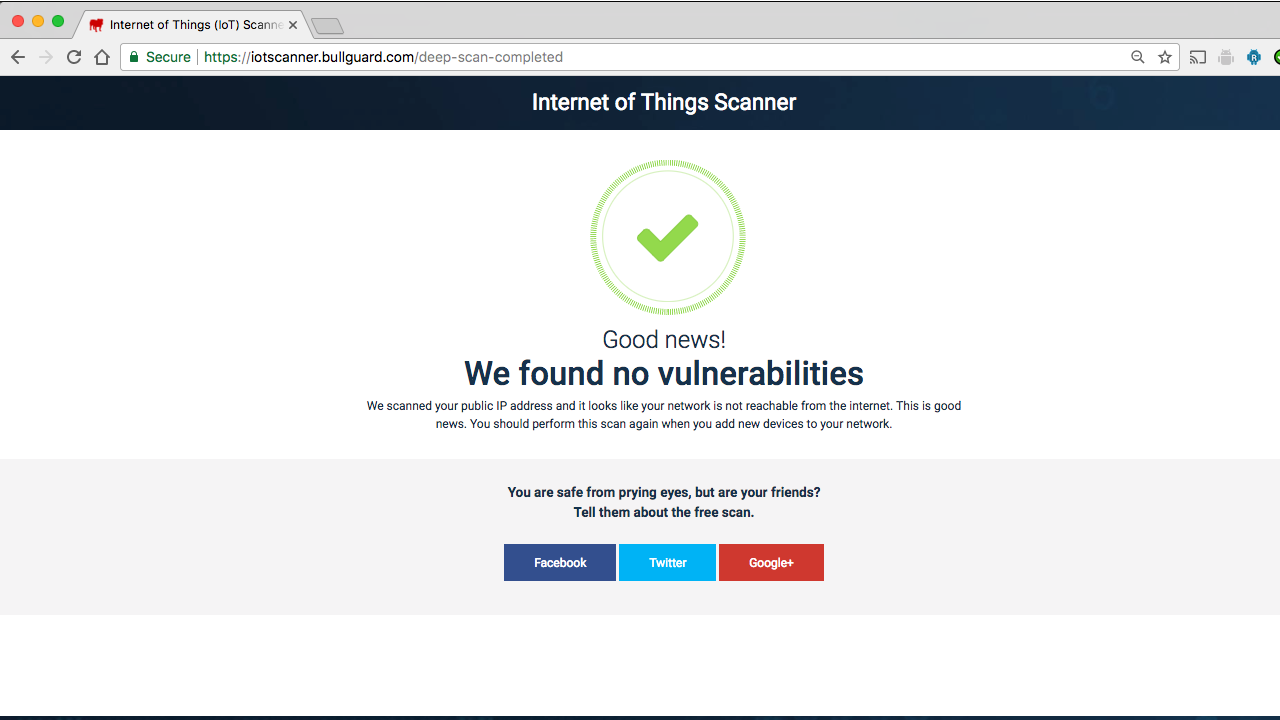 Internet of Things (IoT) Scanne
Secure https://iotscanner.bullguard.com/deep-scan-completed
Internet of Things Scanner
Good news!
We found no vulnerabilities
We scanned your public IP address and it looks like your network is not reachable from the internet. This is good
news. You should perform this scan again when you add new devices to your network.
You are safe from prying eyes, but are your friends?
Tell them about the free scan.
Facebook Twitter Google+